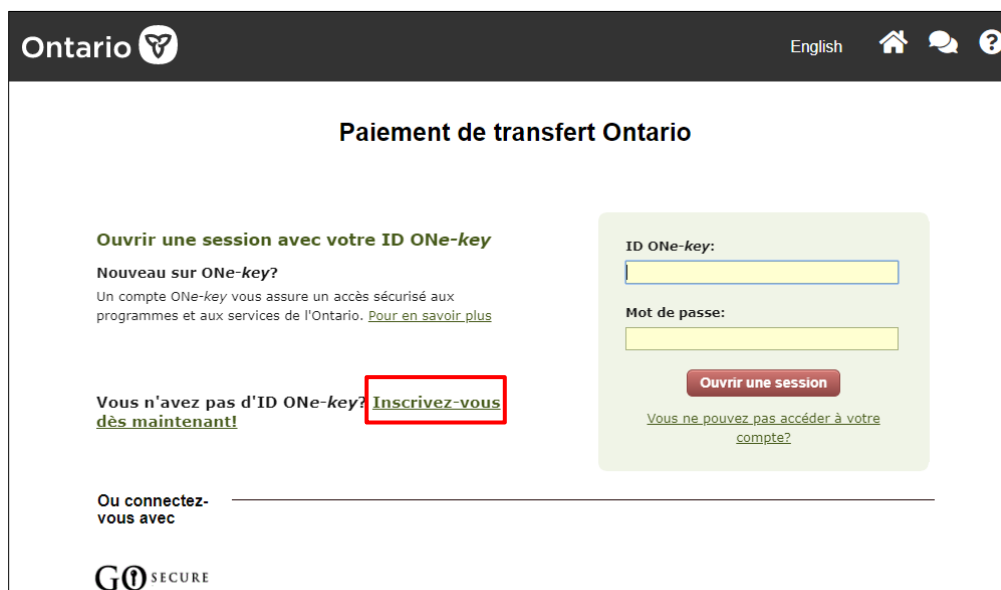 Ontario
English
?
Paiement de transfert Ontario
Ouvrir une session avec votre ID ONe-key
Nouveau sur ONe-key?
Un compte ONe-key vous assure un accès sécurisé aux
programmes et aux services de l'Ontario. Pour en savoir plus
Vous n'avez pas d'ID ONe-key? Inscrivez-vous
dès maintenant!
ID ONe-key:
Mot de passe:
Ouvrir une session
Vous ne pouvez pas accéder à votre
compte?
Ou connectez-
vous avec
GO SECURE